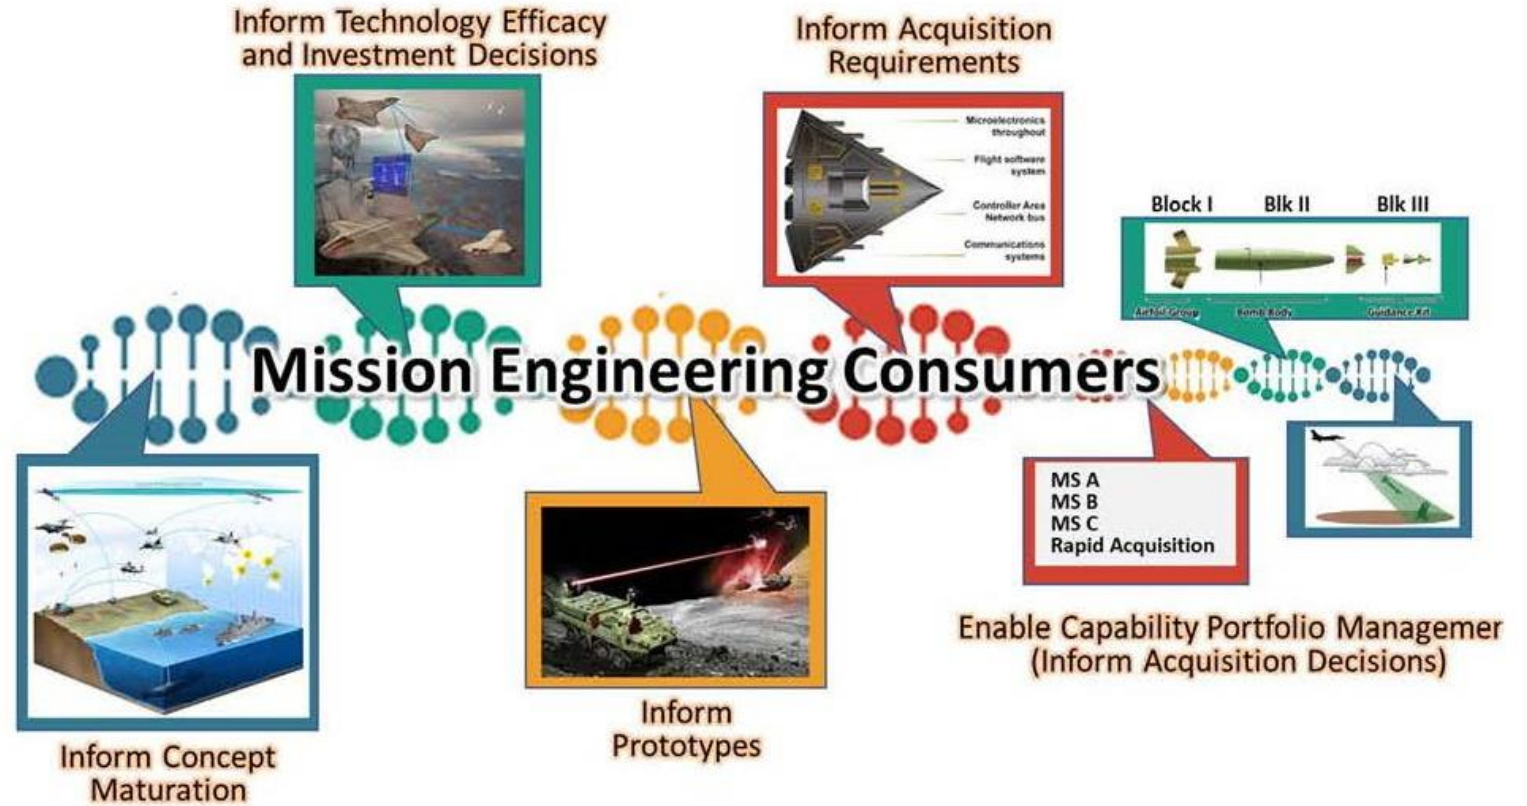 Inform Technology Efficacy
and Investment Decisions
Inform Acquisition
Requirements
Microelectronics
throughout
Flight software
system
Controller Area
Network bus
Communications
systems
Block I
Blk II
Blk III
Airfoil Group
Bomb Body
Guidance Kit
Mission Engineering Consumers
MS A
MS B
MS C
Rapid Acquisition
Enable Capability Portfolio Managemer
(Inform Acquisition Decisions)
Inform
Prototypes
Inform Concept
Maturation